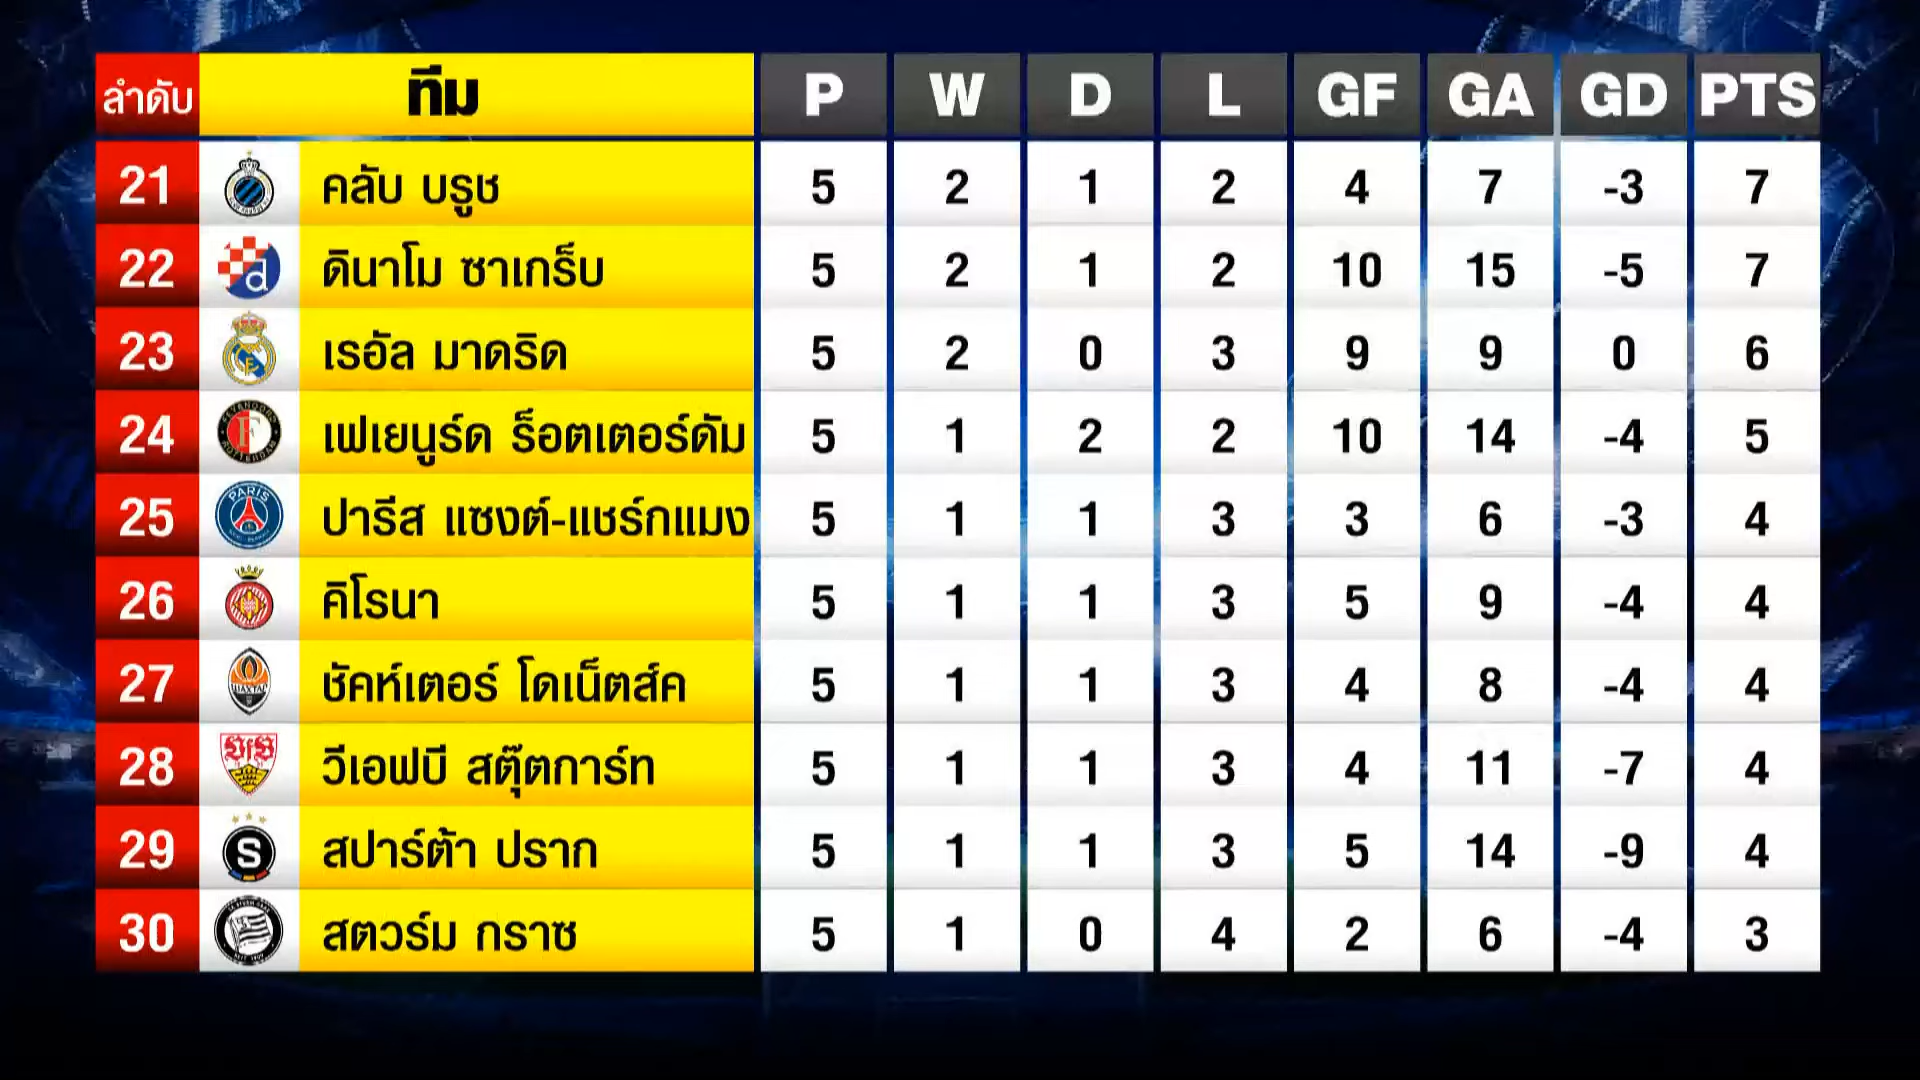 ลำดับ ทีม P W D L GF GA GD PTS
21 คลับ บรูช 5 2 1 2 4 7 -3 7
22 ดินาโม ซาเกร็บ 5 2 1 2 10 15 -5 7
23 เรอัล มาดริด 5 2 0 3 9 9 0 6
24 เฟเยนูร์ด ร็อตเตอร์ดัม 5 1 2 2 10 14 -4 5
25 ปารีส แซงต์-แชร์กแมง 5 1 1 3 3 6 -3 4
26 คิโรนา 5 1 1 3 5 9 -4 4
27 ชัคห์เตอร์ โดเน็ตส์ค 5 1 1 3 4 8 -4 4
28 วีเอฟบี สตุ๊ตการ์ท 5 1 1 3 4 11 -7 4
29 สปาร์ต้า ปราก 5 1 1 3 5 14 -9 4
30 สตวร์ม กราซ 5 1 0 4 2 6 -4 3